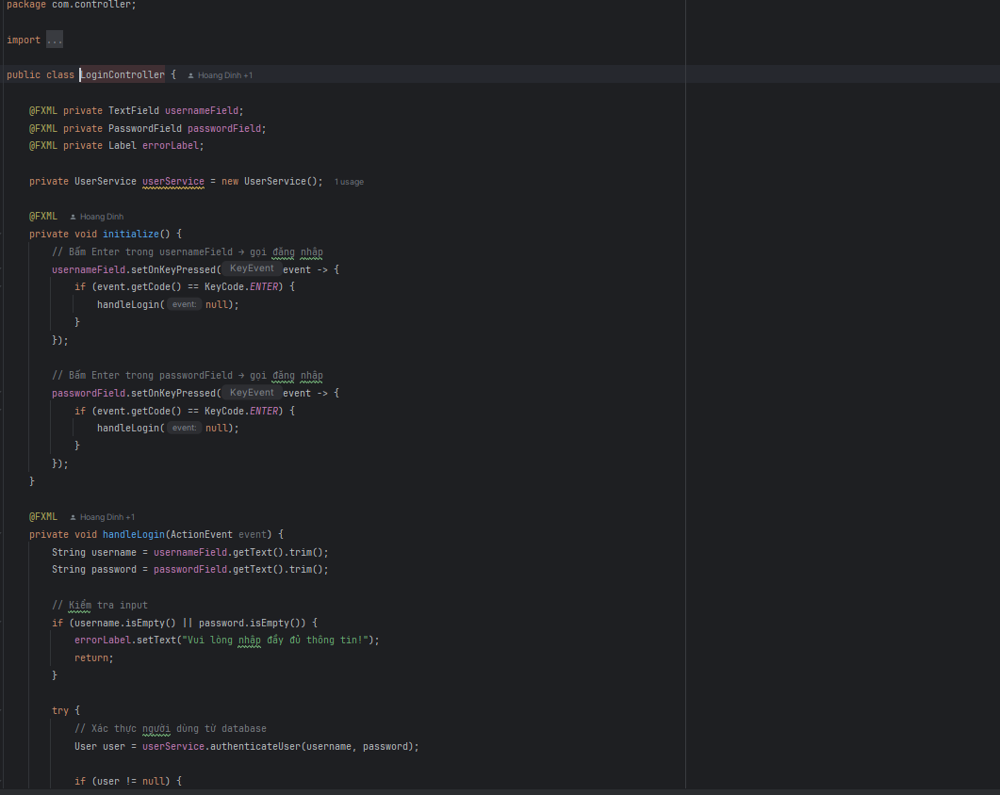 package com.controller;
import ...
public class LoginController { Hoang Dinh +1
@FXML private TextField usernameField;
@FXML private PasswordField passwordField;
@FXML private Label errorLabel;
private UserService userService = new UserService(); 1 usage
@FXML Hoang Dinh
private void initialize() {
// Bấm Enter trong usernameField → gọi đăng nhập
usernameField.setOnKeyPressed( KeyEvent event -> {
if (event.getCode() == KeyCode.ENTER) {
handleLogin( event: null);
}
});
// Bấm Enter trong passwordField → gọi đăng nhập
passwordField.setOnKeyPressed( KeyEvent event -> {
if (event.getCode() == KeyCode.ENTER) {
handleLogin( event: null);
}
});
}
@FXML Hoang Dinh +1
private void handleLogin(ActionEvent event) {
String username = usernameField.getText().trim();
String password = passwordField.getText().trim();
// Kiểm tra input
if (username.isEmpty() || password.isEmpty()) {
errorLabel.setText("Vui lòng nhập đầy đủ thông tin!");
return;
}
try {
// Xác thực người dùng từ database
User user = userService.authenticateUser(username, password);
if (user != null) {